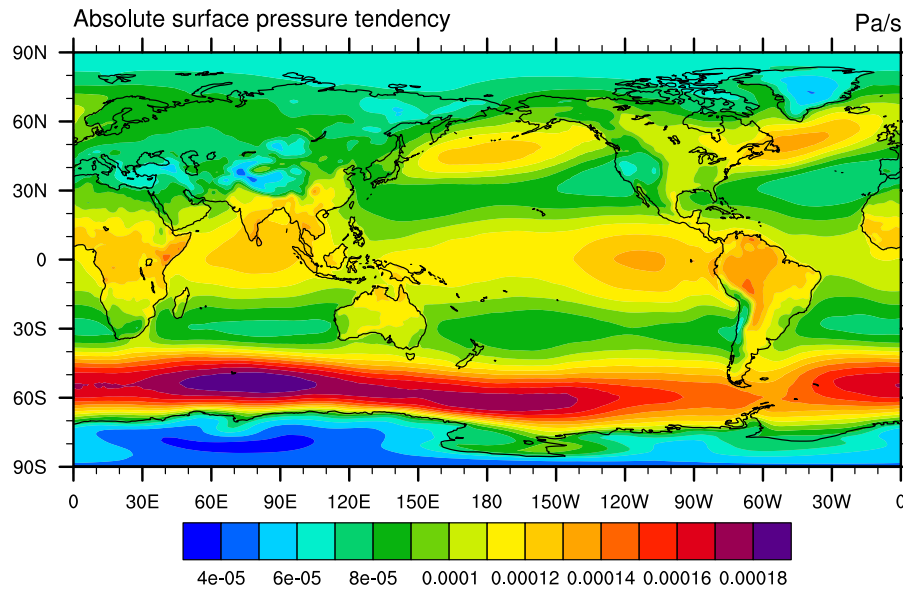 Absolute surface pressure tendency Pa/s
90N
60N
30N
0
30S
60S
90S
0 30E 60E 90E 120E 150E 180 150W 120W 90W 60W 30W 0
4e-05 6e-05 8e-05 0.0001 0.00012 0.00014 0.00016 0.00018